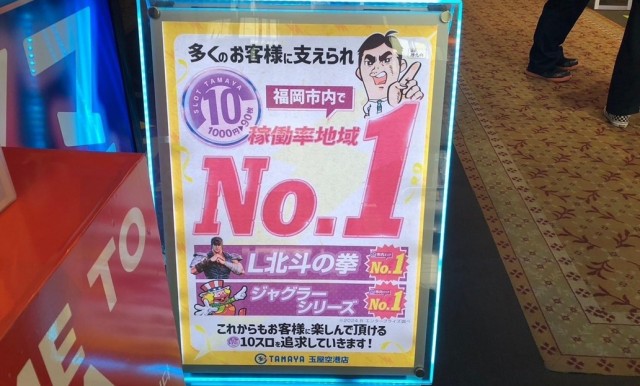 多くのお客様に支えられ
SLOT TAMAYA
10
1000円 90枚
福岡市内で
稼働率地域
No.1
L北斗の拳
No.1
ジャグラー
シリーズ
No.1
これからもお客様に楽しんで頂ける
10スロを追求していきます!
TAMAYA 玉屋空港店
ME TO